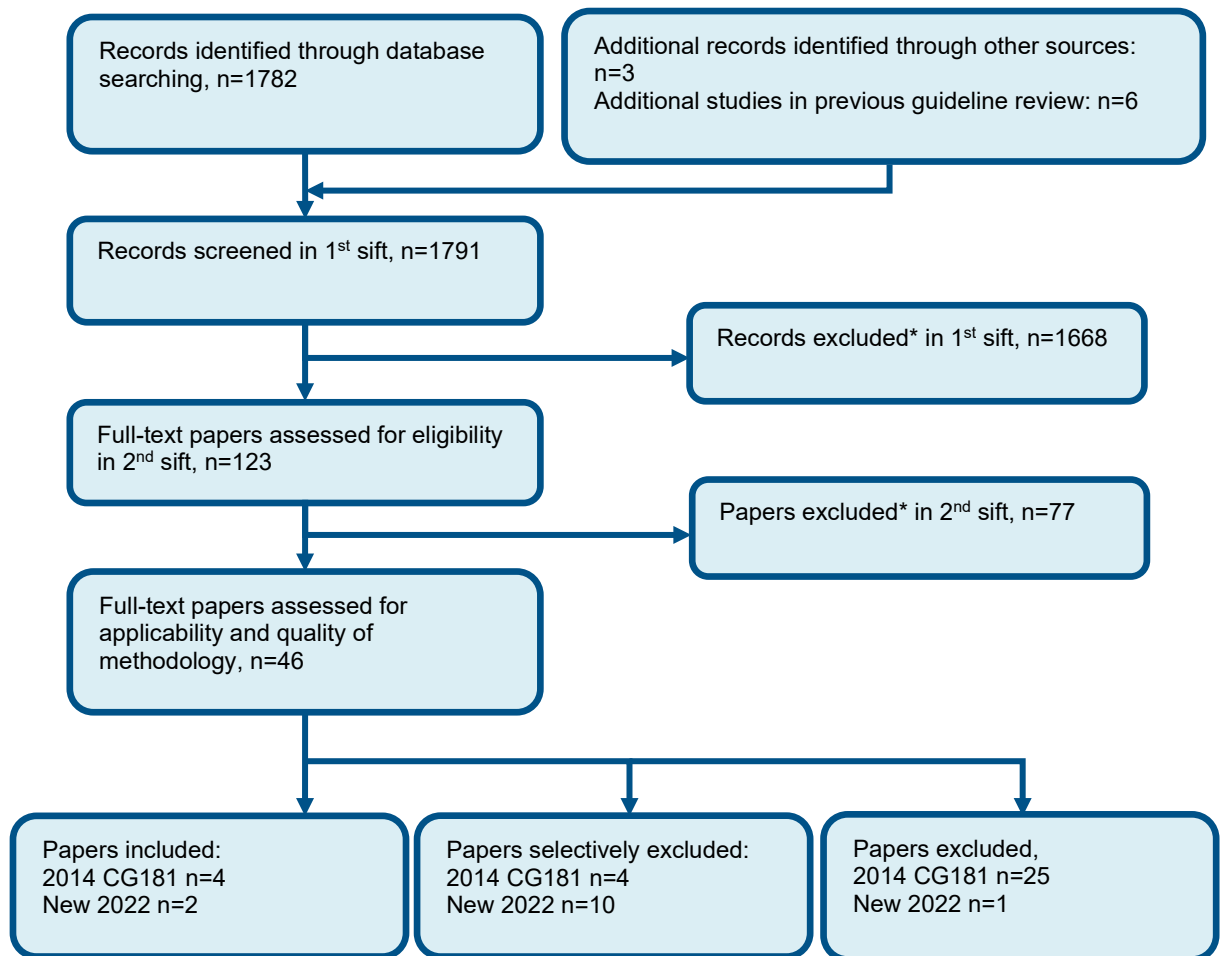 Records identified through database
searching, n=1782
Additional records identified through other sources:
n=3
Additional studies in previous guideline review: n=6
Records screened in 1st sift, n=1791
Records excluded* in 1st sift, n=1668
Full-text papers assessed for eligibility
in 2nd sift, n=123
Papers excluded* in 2nd sift, n=77
Full-text papers assessed for
applicability and quality of
methodology, n=46
Papers included:
2014 CG181 n=4
New 2022 n=2
Papers selectively excluded:
2014 CG181 n=4
New 2022 n=10
Papers excluded,
2014 CG181 n=25
New 2022 n=1